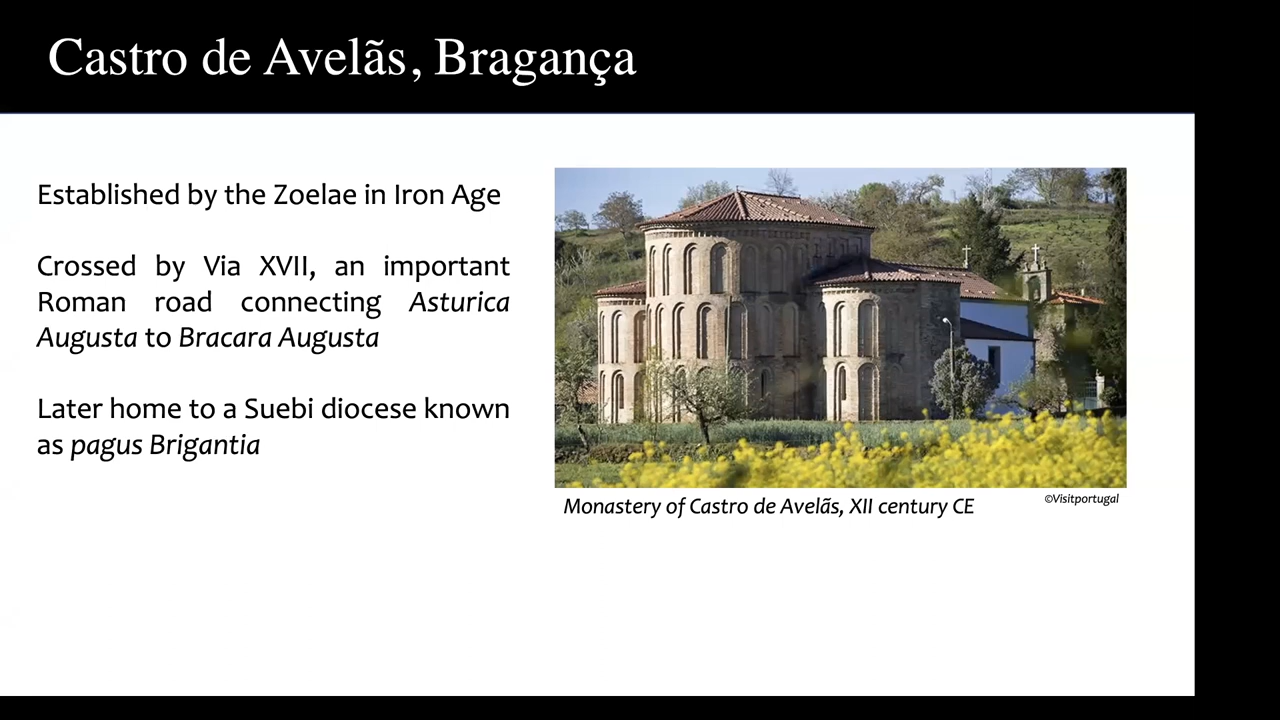 Castro de Avelãs, Bragança
Established by the Zoelae in Iron Age
Crossed by Via XVII, an important
Roman road connecting Asturica
Augusta to Bracara Augusta
Later home to a Suebi diocese known
as pagus Brigantia
Monastery of Castro de Avelãs, XII century CE
©Visitportugal